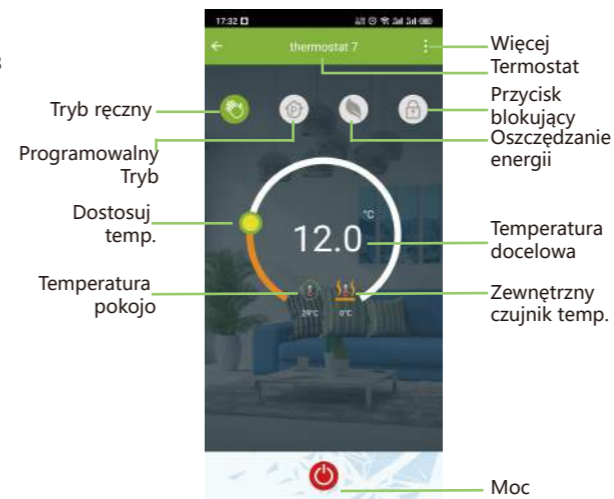 17:32
thermostat 7
Więcej
Termostat
Przycisk
blokujący
Oszczędzanie
energii
Tryb ręczny
Programowalny
Tryb
Dostosuj
temp.
°C
12.0
Temperatura
docelowa
Temperatura
pokojo
Zewnętrzny
czujnik temp.
29°C
0°C
Moc